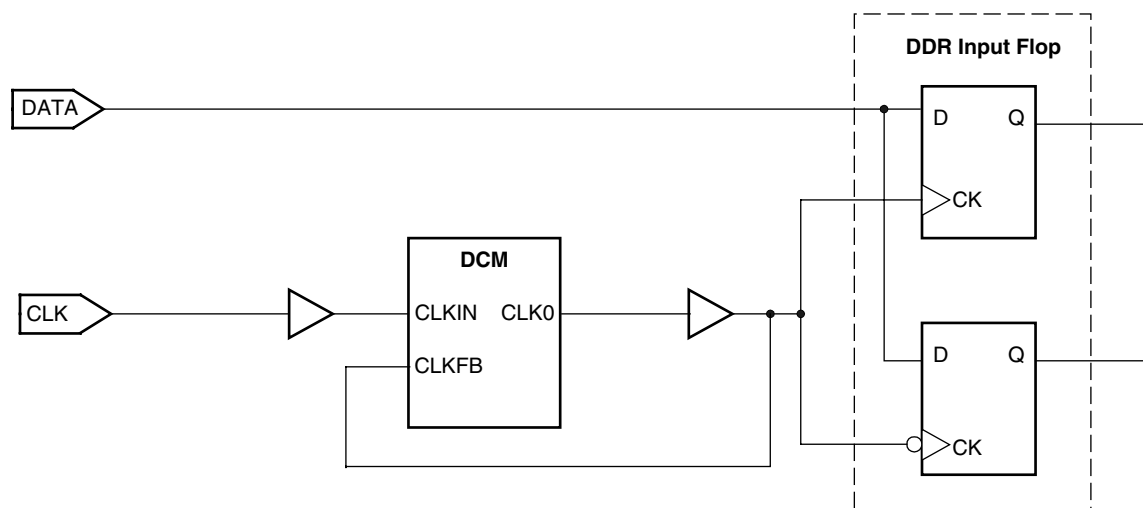 DDR Input Flop
DATA
D
Q
CK
DCM
CLK
CLKIN
CLK0
CLKFB
D
Q
CK